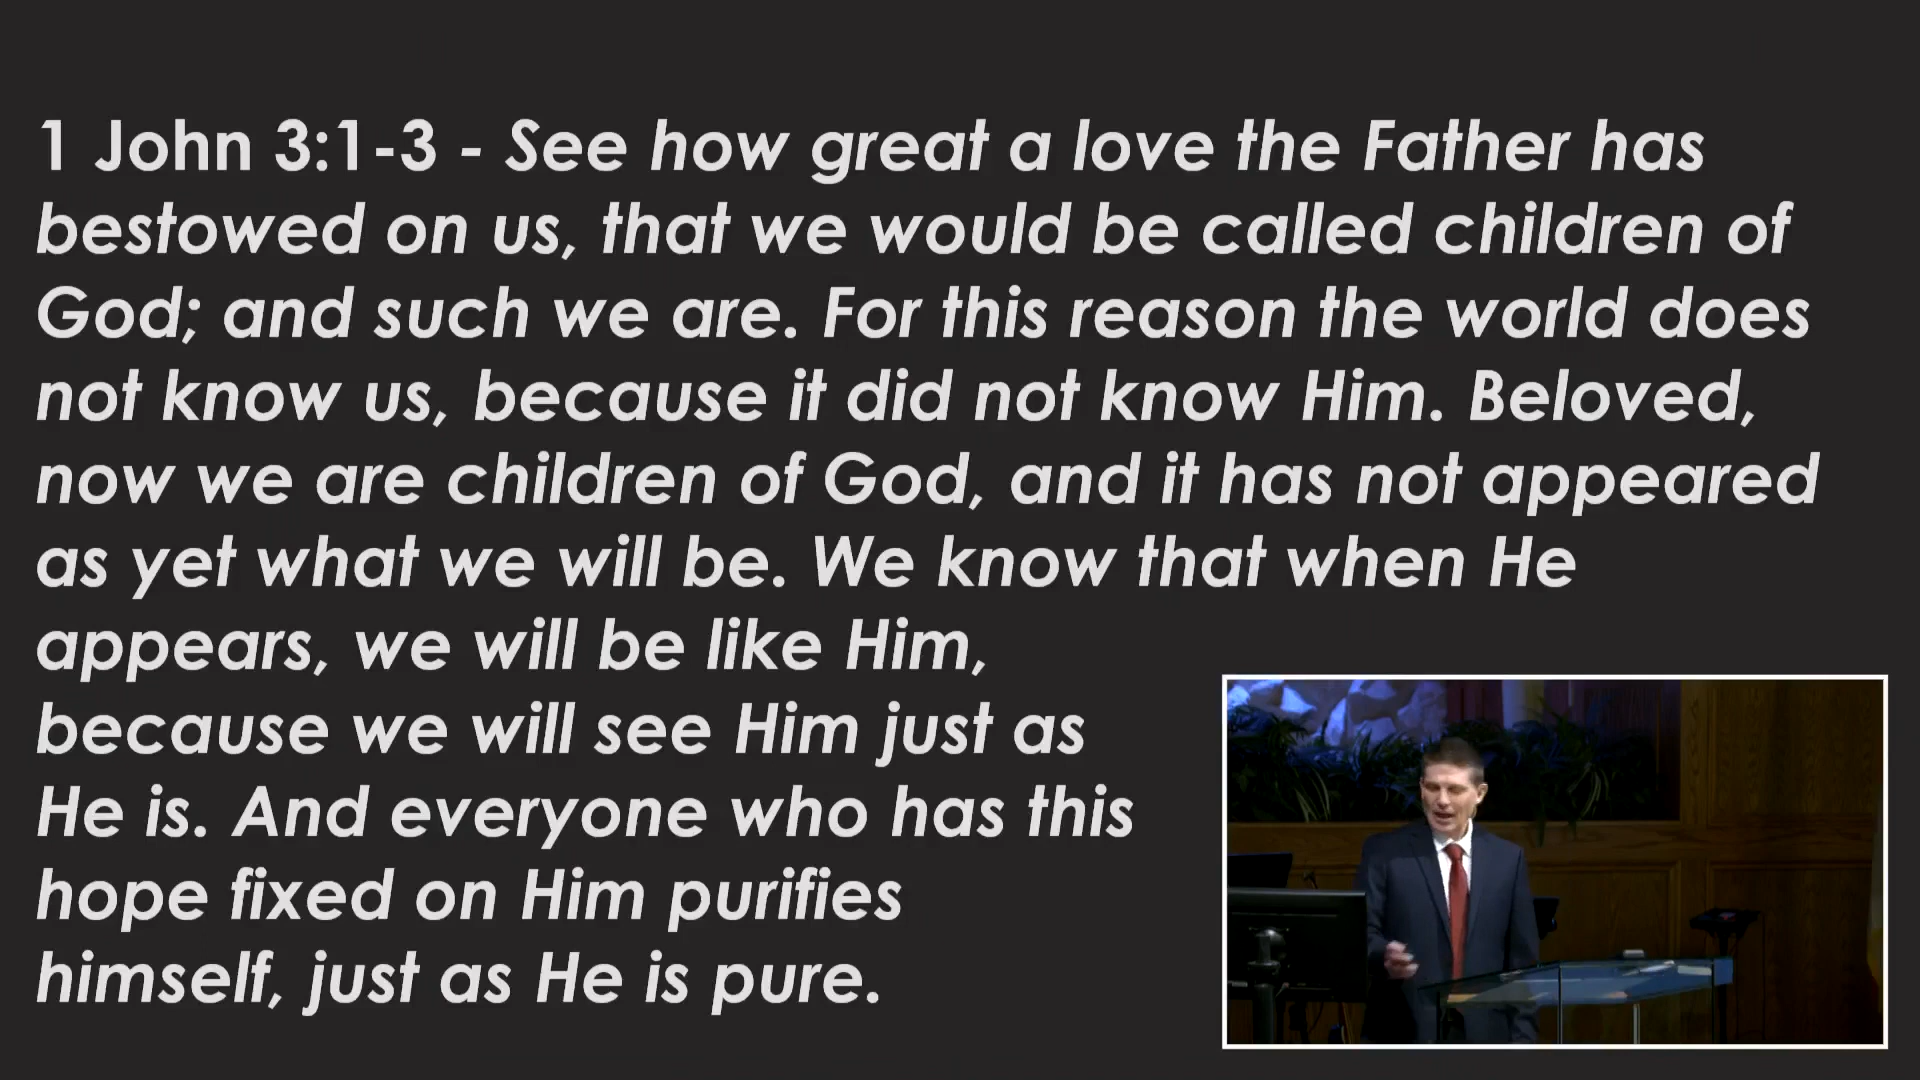 1 John 3:1-3 - See how great a love the Father has
bestowed on us, that we would be called children of
God; and such we are. For this reason the world does
not know us, because it did not know Him. Beloved,
now we are children of God, and it has not appeared
as yet what we will be. We know that when He
appears, we will be like Him,
because we will see Him just as
He is. And everyone who has this
hope fixed on Him purifies
himself, just as He is pure.